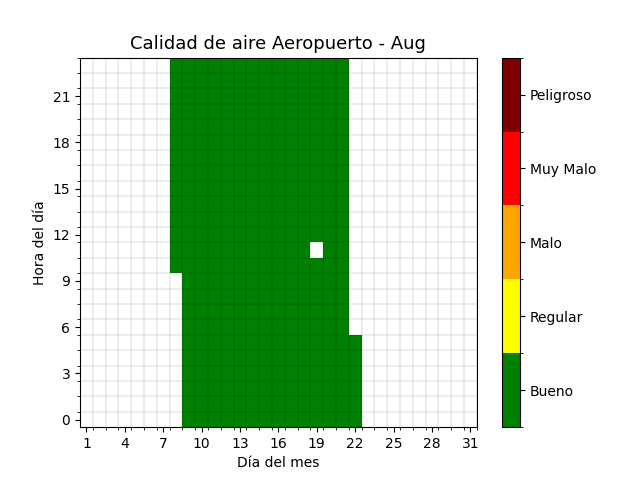 Calidad de aire Aeropuerto - Aug
Hora del día
21
18
15
12
9
6
3
0
1 4 7 10 13 16 19 22 25 28 31
Día del mes
Peligroso
Muy Malo
Malo
Regular
Bueno